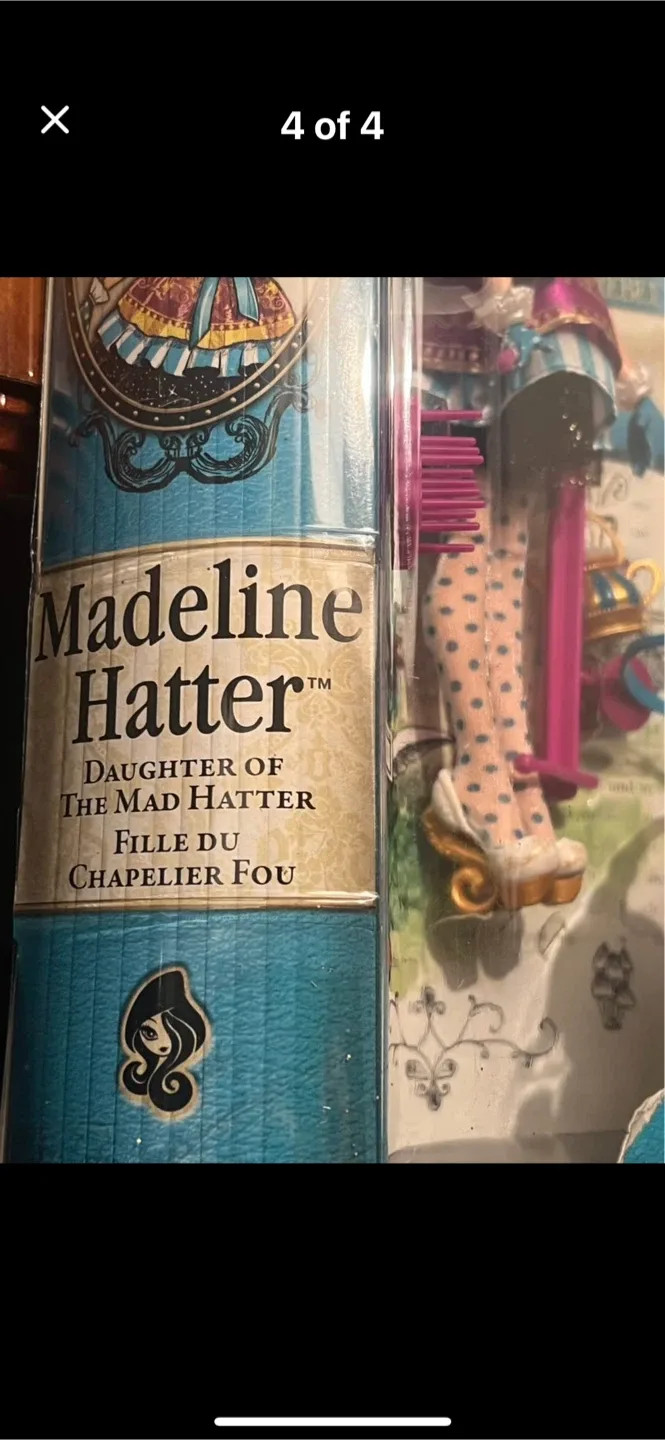 4 of 4
Madeline
Hatter™
DAUGHTER OF
THE MAD HATTER
FILLE DU
CHAPELIER FOU